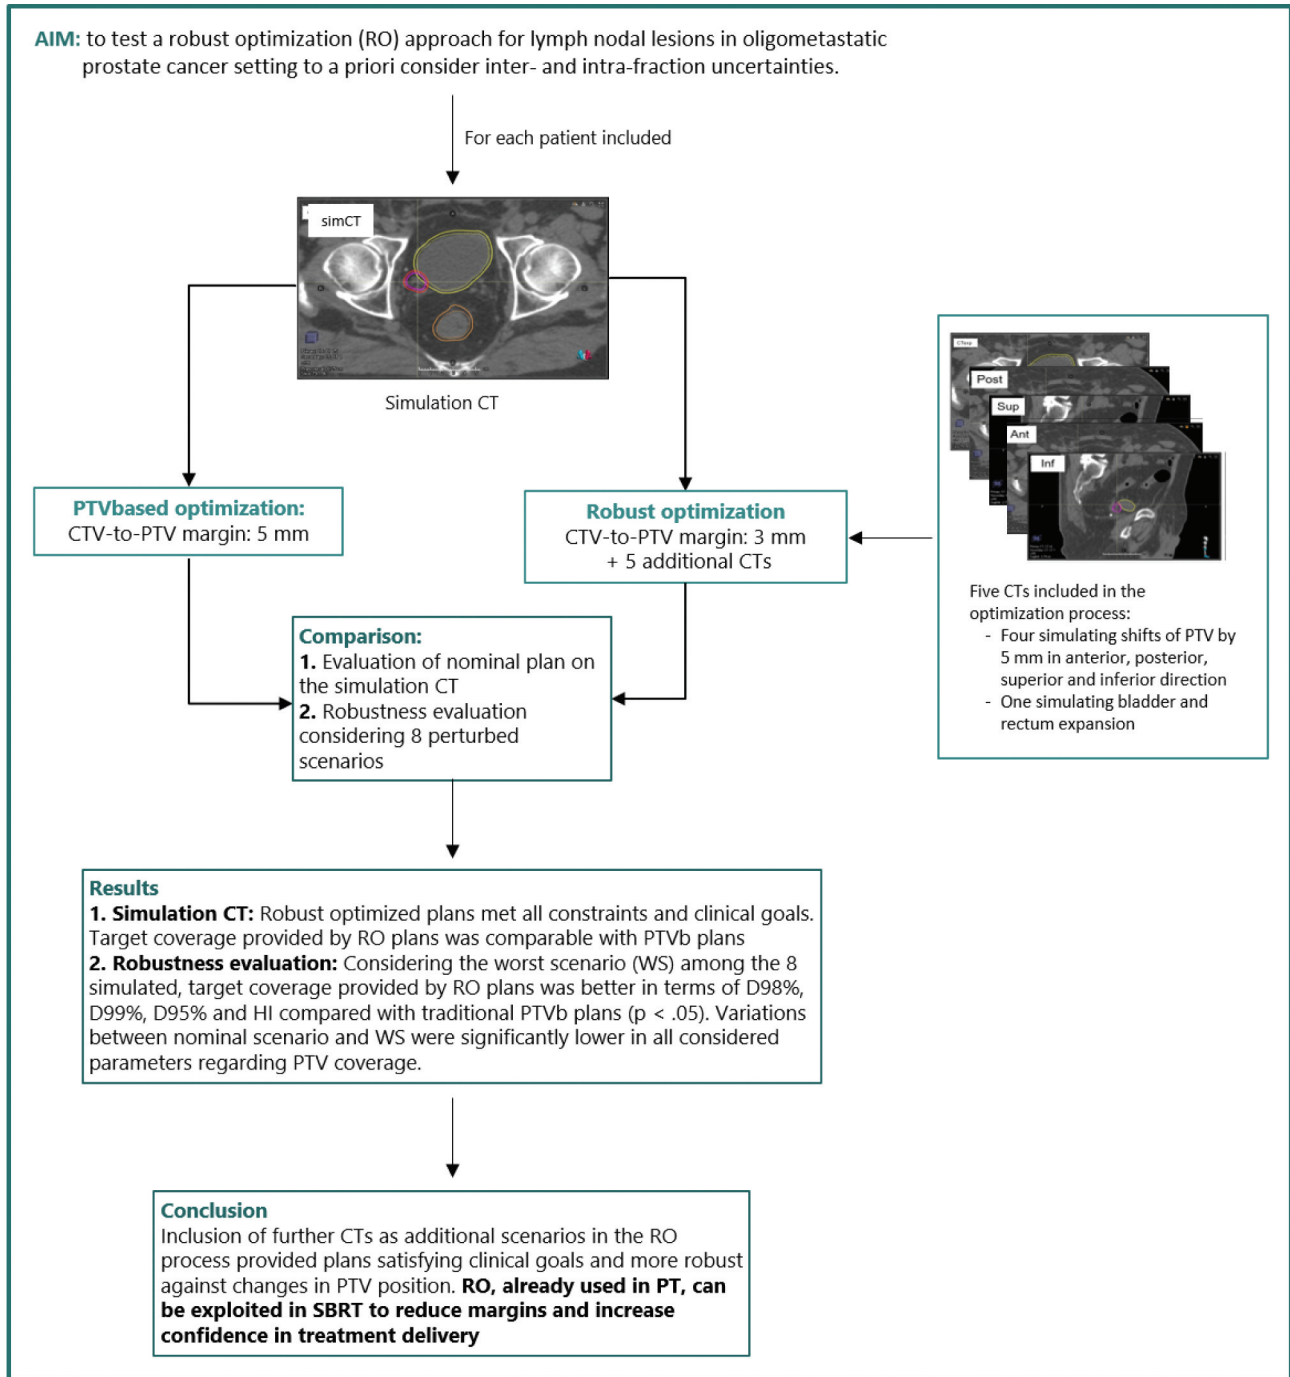 AIM: to test a robust optimization (RO) approach for lymph nodal lesions in oligometastatic
prostate cancer setting to a priori consider inter- and intra-fraction uncertainties.
For each patient included
simCT
Simulation CT
PTVbased optimization:
CTV-to-PTV margin: 5 mm
Robust optimization
CTV-to-PTV margin: 3 mm
+ 5 additional CTs
Post
Sup
Ant
Inf
Five CTs included in the
optimization process:
- Four simulating shifts of PTV by
5 mm in anterior, posterior,
superior and inferior direction
- One simulating bladder and
rectum expansion
Comparison:
1. Evaluation of nominal plan on
the simulation CT
2. Robustness evaluation
considering 8 perturbed
scenarios
Results
1. Simulation CT: Robust optimized plans met all constraints and clinical goals.
Target coverage provided by RO plans was comparable with PTVb plans
2. Robustness evaluation: Considering the worst scenario (WS) among the 8
simulated, target coverage provided by RO plans was better in terms of D98%,
D99%, D95% and HI compared with traditional PTVb plans (p < .05). Variations
between nominal scenario and WS were significantly lower in all considered
parameters regarding PTV coverage.
Conclusion
Inclusion of further CTs as additional scenarios in the RO
process provided plans satisfying clinical goals and more robust
against changes in PTV position. RO, already used in PT, can
be exploited in SBRT to reduce margins and increase
confidence in treatment delivery